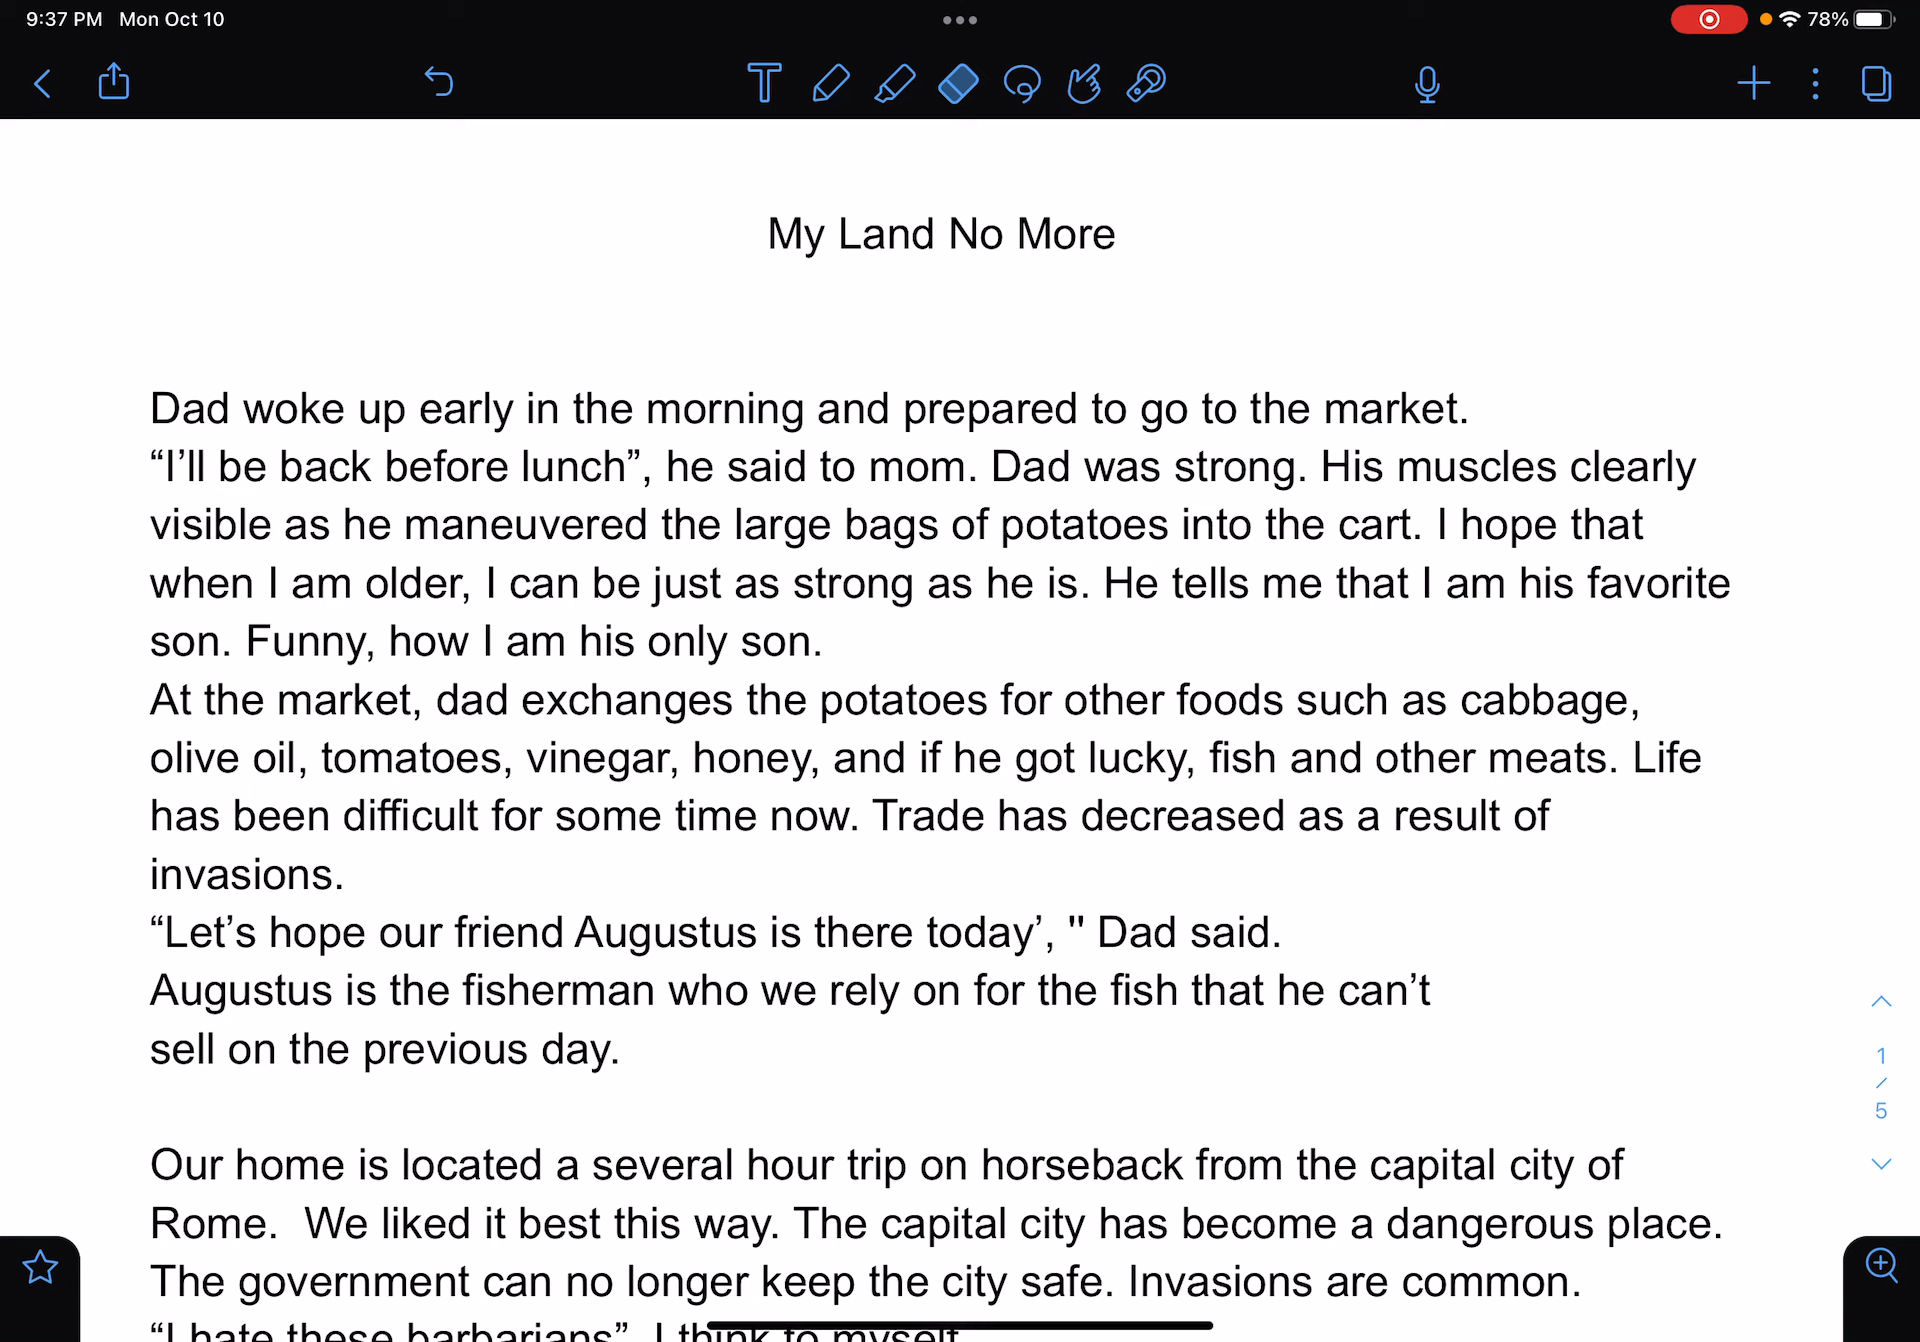 9:37 PM Mon Oct 10
78%
My Land No More
Dad woke up early in the morning and prepared to go to the market.
“I’ll be back before lunch”, he said to mom. Dad was strong. His muscles clearly
visible as he maneuvered the large bags of potatoes into the cart. I hope that
when I am older, I can be just as strong as he is. He tells me that I am his favorite
son. Funny, how I am his only son.
At the market, dad exchanges the potatoes for other foods such as cabbage,
olive oil, tomatoes, vinegar, honey, and if he got lucky, fish and other meats. Life
has been difficult for some time now. Trade has decreased as a result of
invasions.
“Let’s hope our friend Augustus is there today’, " Dad said.
Augustus is the fisherman who we rely on for the fish that he can’t
sell on the previous day.
Our home is located a several hour trip on horseback from the capital city of
Rome.  We liked it best this way. The capital city has become a dangerous place.
The government can no longer keep the city safe. Invasions are common.
“I hate these barbarians”, I think to myself.
1
/
5